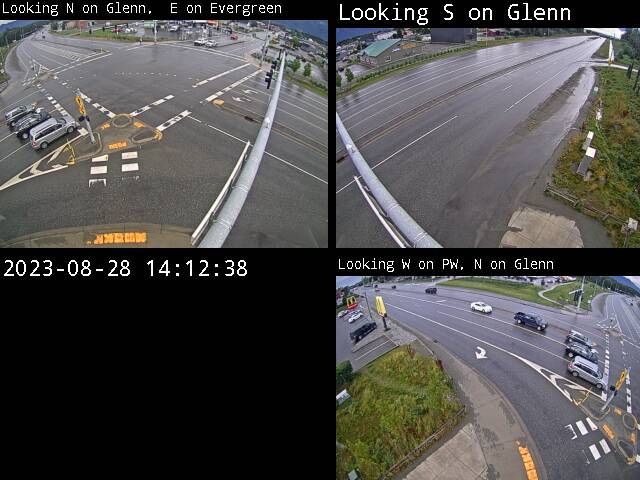 Looking N on Glenn, E on Evergreen
Looking S on Glenn
2023-08-28 14:12:38
Looking W on PW, N on Glenn